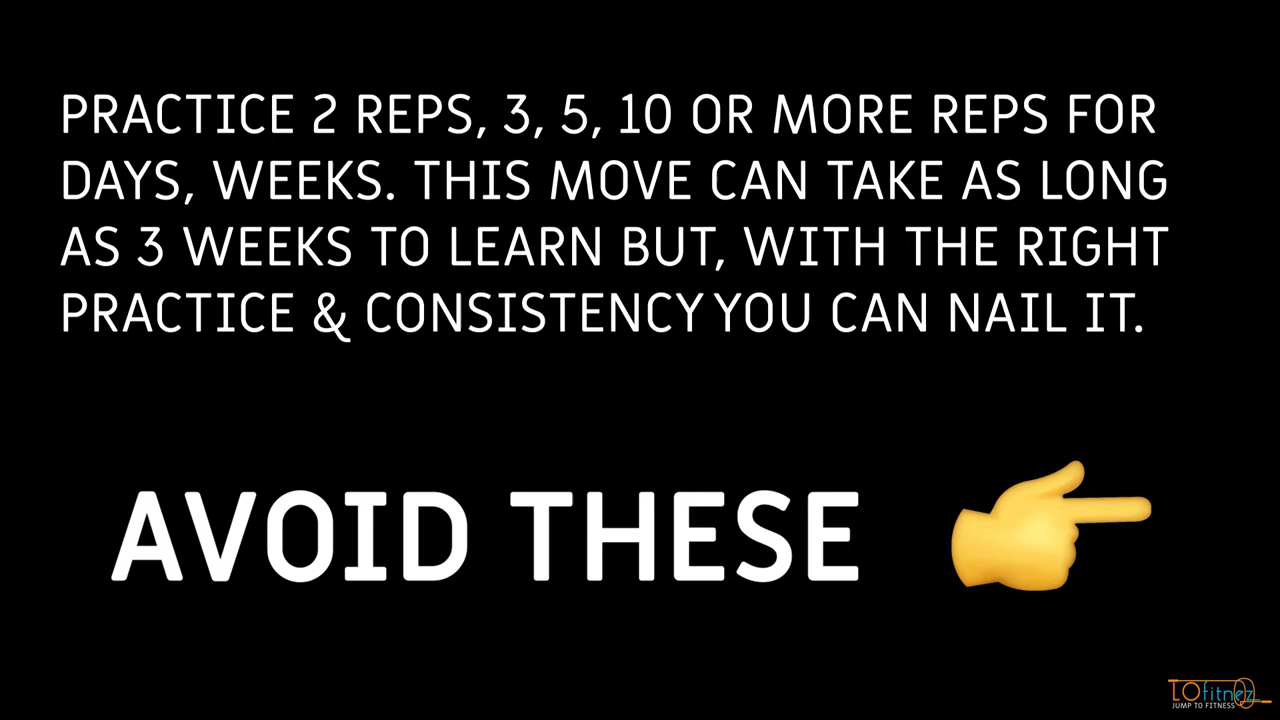 PRACTICE 2 REPS, 3, 5, 10 OR MORE REPS FOR
DAYS, WEEKS. THIS MOVE CAN TAKE AS LONG
AS 3 WEEKS TO LEARN BUT, WITH THE RIGHT
PRACTICE & CONSISTENCY YOU CAN NAIL IT.
AVOID THESE
TOfitnez
JUMP TO FITNESS